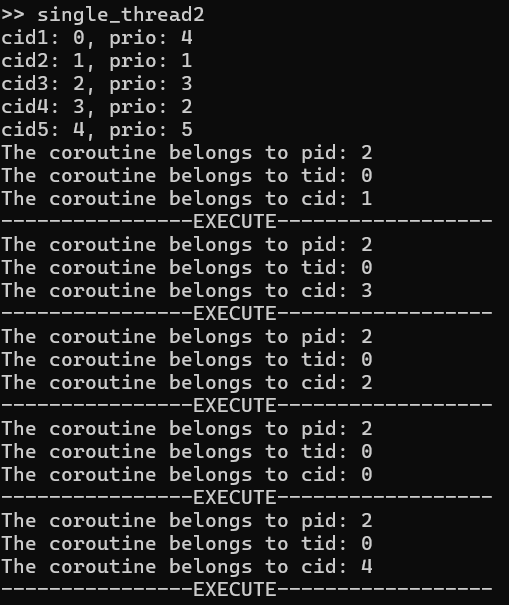 >> single_thread2
cid1: 0, prio: 4
cid2: 1, prio: 1
cid3: 2, prio: 3
cid4: 3, prio: 2
cid5: 4, prio: 5
The coroutine belongs to pid: 2
The coroutine belongs to tid: 0
The coroutine belongs to cid: 1
----------------EXECUTE------------------
The coroutine belongs to pid: 2
The coroutine belongs to tid: 0
The coroutine belongs to cid: 3
----------------EXECUTE------------------
The coroutine belongs to pid: 2
The coroutine belongs to tid: 0
The coroutine belongs to cid: 2
----------------EXECUTE------------------
The coroutine belongs to pid: 2
The coroutine belongs to tid: 0
The coroutine belongs to cid: 0
----------------EXECUTE------------------
The coroutine belongs to pid: 2
The coroutine belongs to tid: 0
The coroutine belongs to cid: 4
----------------EXECUTE------------------